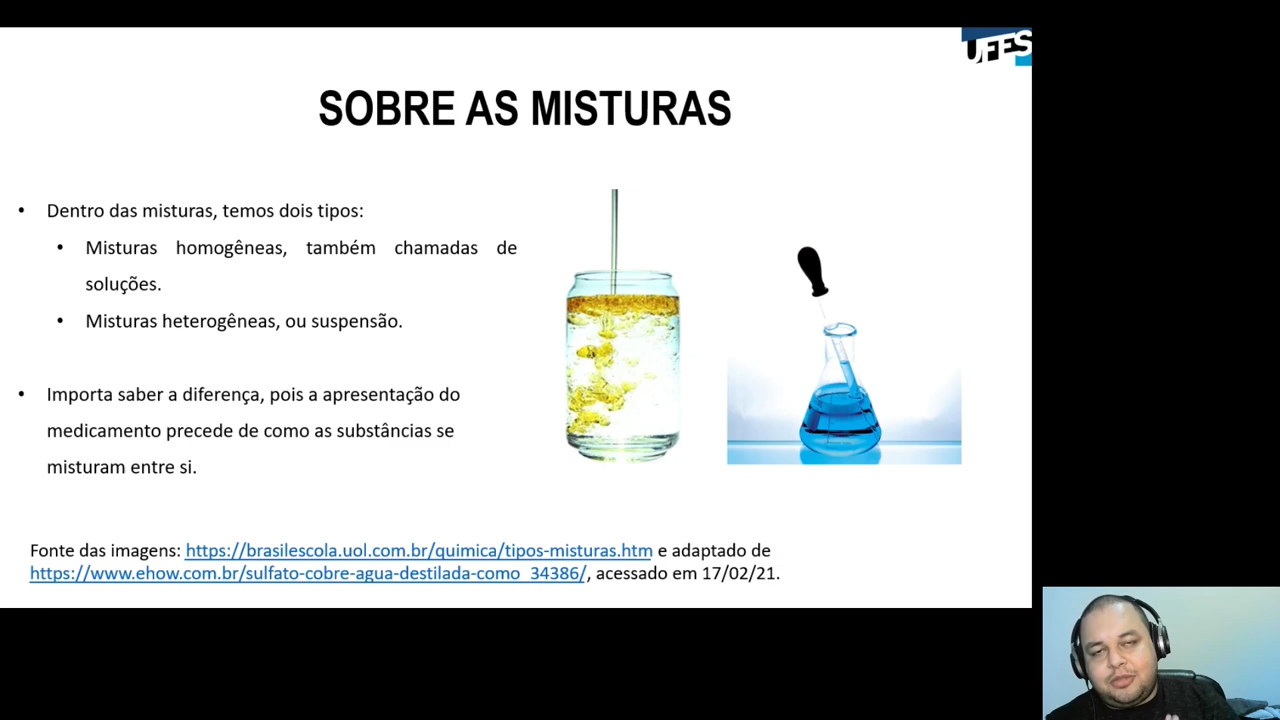 UFES
SOBRE AS MISTURAS
• Dentro das misturas, temos dois tipos:
• Misturas homogêneas, também chamadas de
soluções.
• Misturas heterogêneas, ou suspensão.
• Importa saber a diferença, pois a apresentação do
medicamento precede de como as substâncias se
misturam entre si.
Fonte das imagens: https://brasilescola.uol.com.br/quimica/tipos-misturas.htm e adaptado de
https://www.ehow.com.br/sulfato-cobre-agua-destilada-como_34386/, acessado em 17/02/21.